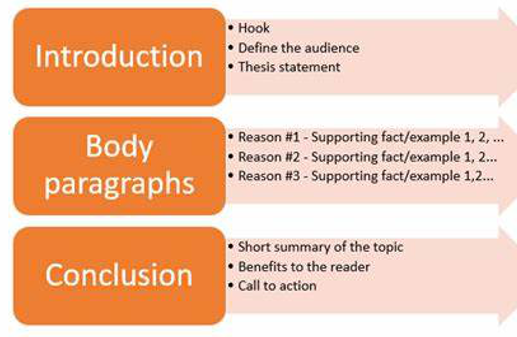 Introduction
• Hook
• Define the audience
• Thesis statement
Body
paragraphs
• Reason #1 - Supporting fact/example 1, 2, ...
• Reason #2 - Supporting fact/example 1, 2...
• Reason #3 - Supporting fact/example 1,2...
Conclusion
• Short summary of the topic
• Benefits to the reader
• Call to action